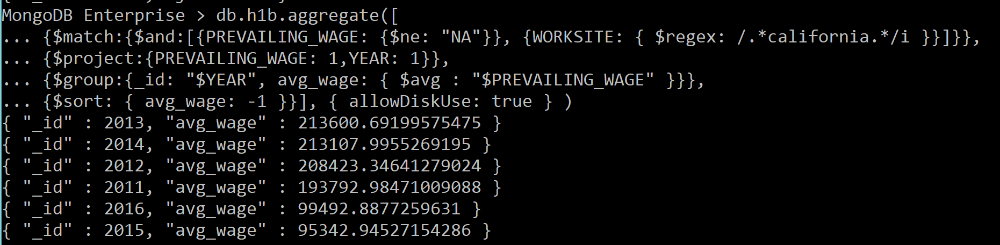 MongoDB Enterprise > db.h1b.aggregate([
... {$match:{$and:[{PREVAILING_WAGE: {$ne: "NA"}}, {WORKSITE: { $regex: /.*california.*/i }}]}},
... {$project:{PREVAILING_WAGE: 1,YEAR: 1}},
... {$group:{_id: "$YEAR", avg_wage: { $avg : "$PREVAILING_WAGE" }}},
... {$sort: { avg_wage: -1 }}], { allowDiskUse: true } )
{ "_id" : 2013, "avg_wage" : 213600.69199575475 }
{ "_id" : 2014, "avg_wage" : 213107.9955269195 }
{ "_id" : 2012, "avg_wage" : 208423.34641279024 }
{ "_id" : 2011, "avg_wage" : 193792.98471009088 }
{ "_id" : 2016, "avg_wage" : 99492.8877259631 }
{ "_id" : 2015, "avg_wage" : 95342.94527154286 }